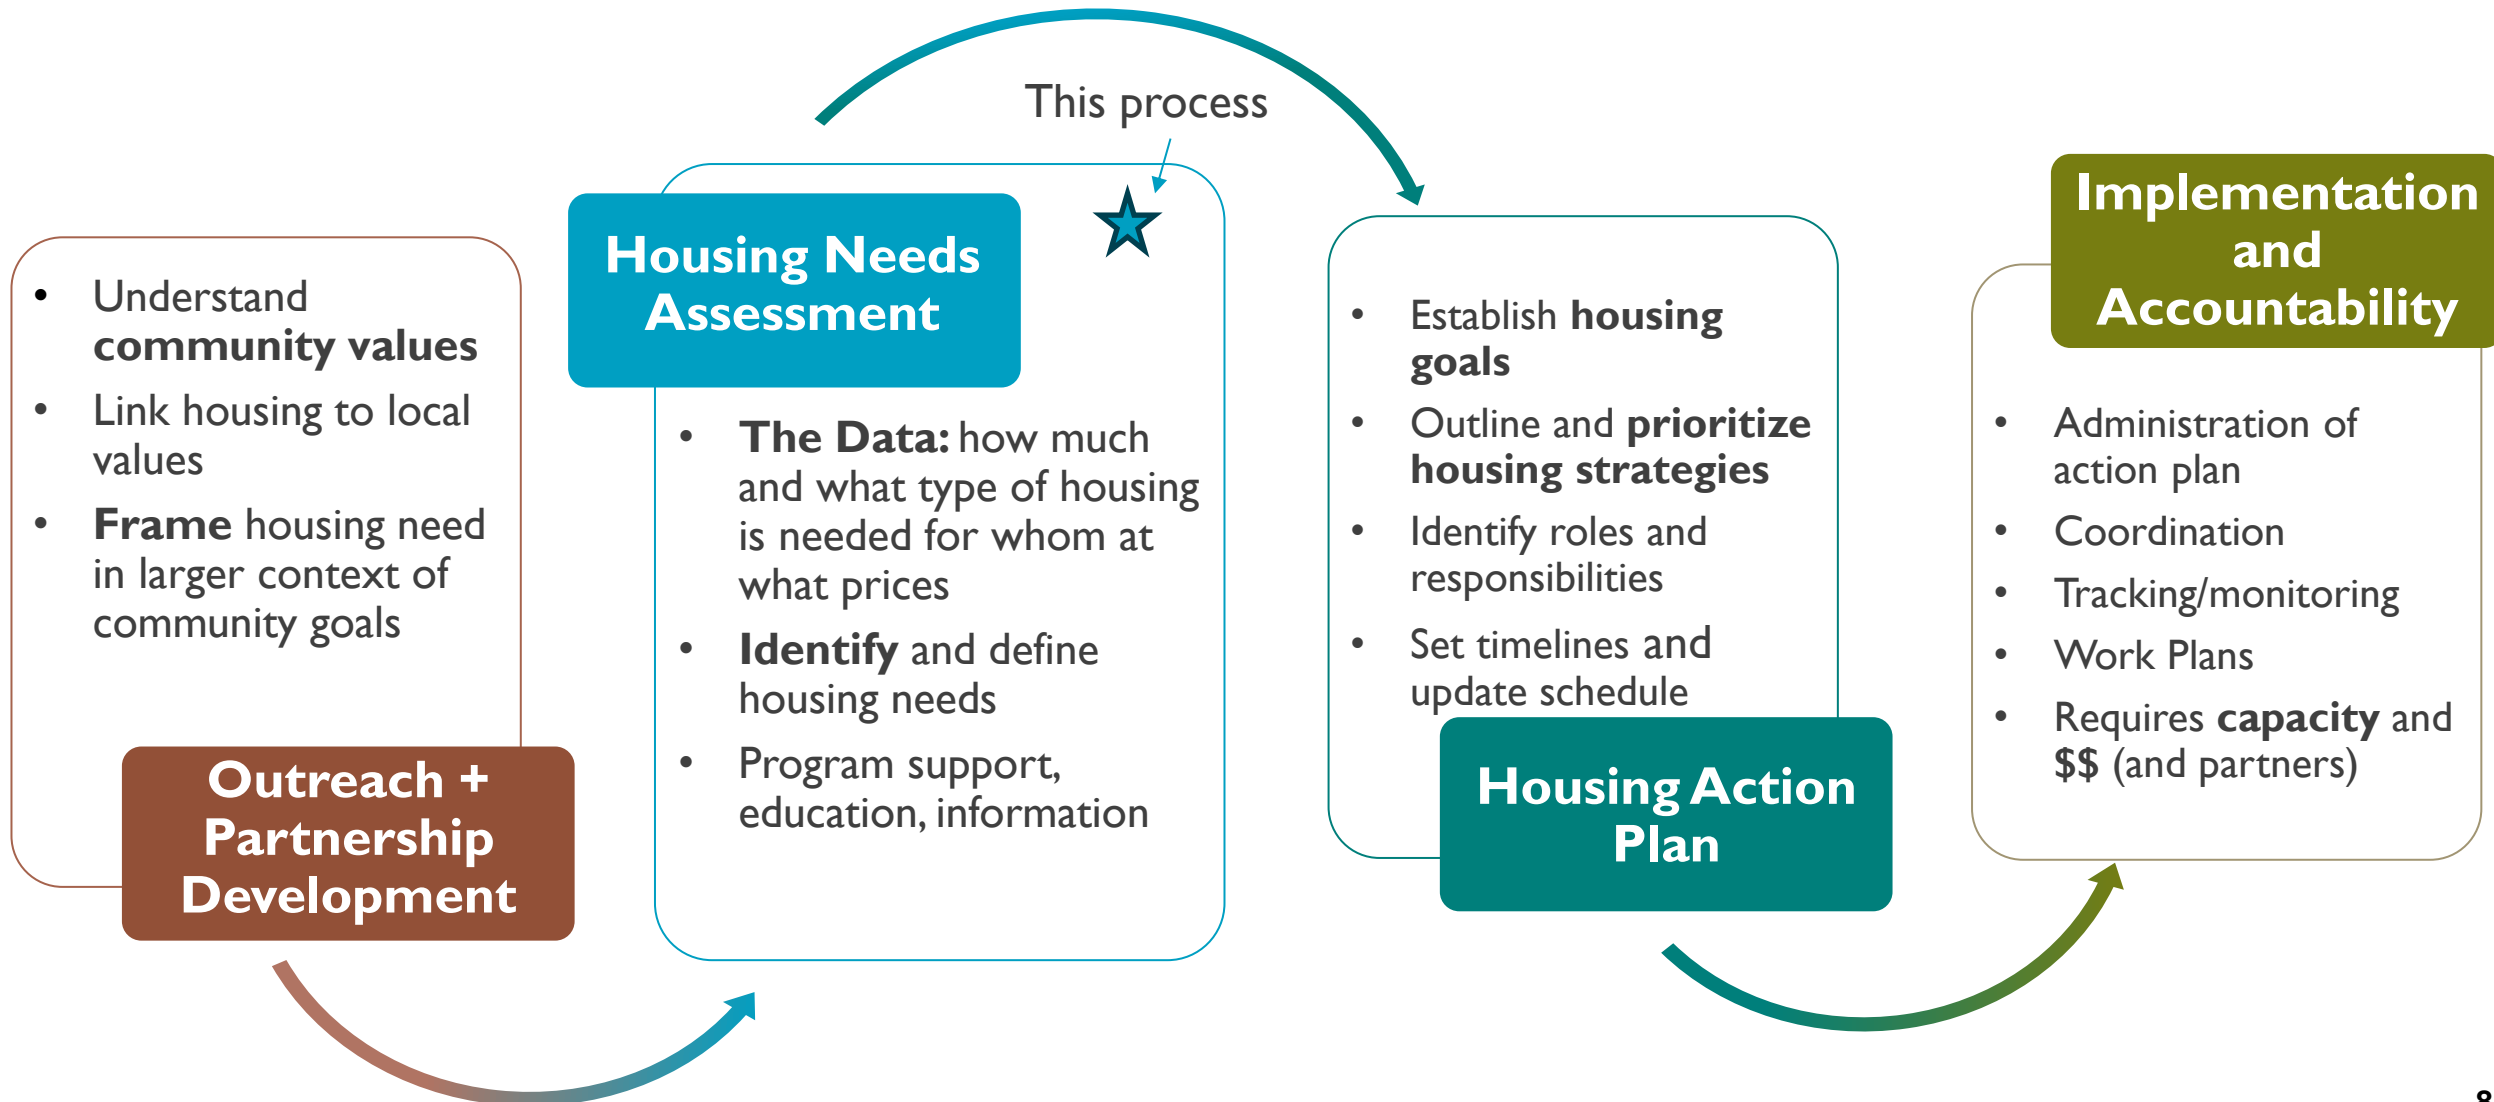 This process
• Understand
community values
• Link housing to local
values
• Frame housing need
in larger context of
community goals
Outreach +
Partnership
Development
Housing Needs
Assessment
• The Data: how much
and what type of housing
is needed for whom at
what prices
• Identify and define
housing needs
• Program support,
education, information
• Establish housing
goals
• Outline and prioritize
housing strategies
• Identify roles and
responsibilities
• Set timelines and
update schedule
Housing Action
Plan
Implementation
and
Accountability
• Administration of
action plan
• Coordination
• Tracking/monitoring
• Work Plans
• Requires capacity and
$$ (and partners)
8